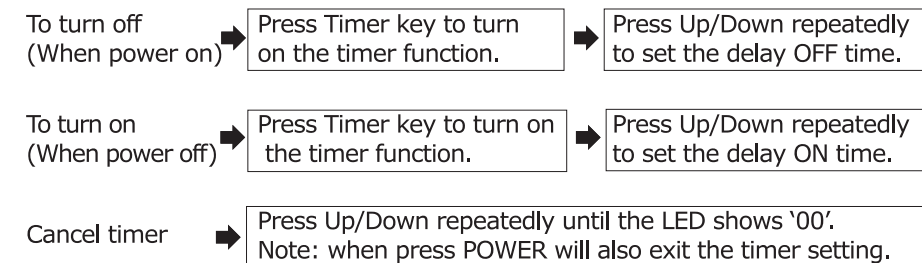 To turn off
(When power on)
Press Timer key to turn
on the timer function.
Press Up/Down repeatedly
to set the delay OFF time.
To turn on
(When power off)
Press Timer key to turn on
the timer function.
Press Up/Down repeatedly
to set the delay ON time.
Cancel timer
Press Up/Down repeatedly until the LED shows ‘00’.
Note: when press POWER will also exit the timer setting.